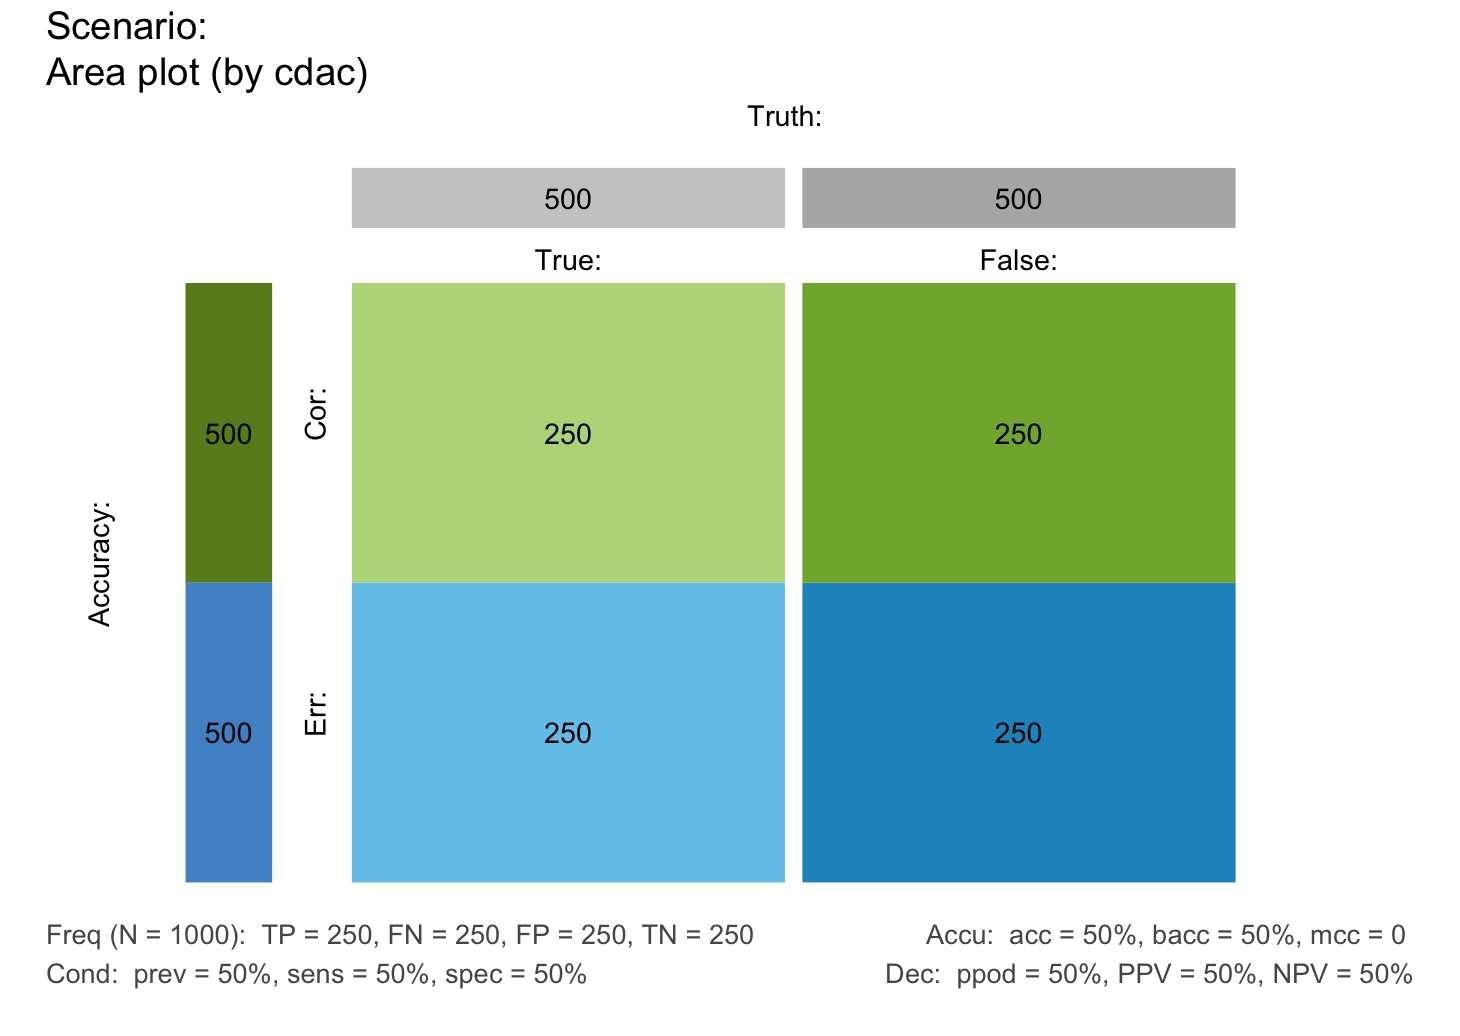 Scenario:
Area plot (by cdac)
Truth:
500 500
True: False:
Accuracy:
500 Cor: 250 250
500 Err: 250 250
Freq (N = 1000):  TP = 250, FN = 250, FP = 250, TN = 250
Accu:  acc = 50%, bacc = 50%, mcc = 0
Cond:  prev = 50%, sens = 50%, spec = 50%
Dec:  ppod = 50%, PPV = 50%, NPV = 50%